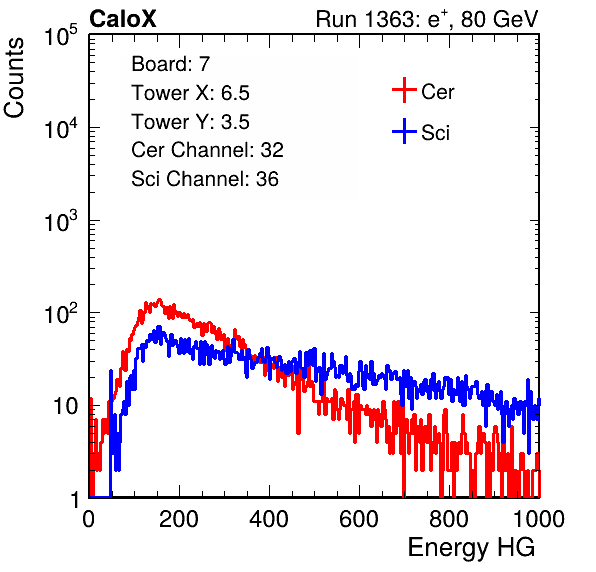 CaloX Run 1363: e⁺, 80 GeV
Counts
Board: 7
Tower X: 6.5
Tower Y: 3.5
Cer Channel: 32
Sci Channel: 36
Cer
Sci
10⁵
10⁴
10³
10²
10
1
0 200 400 600 800 1000
Energy HG